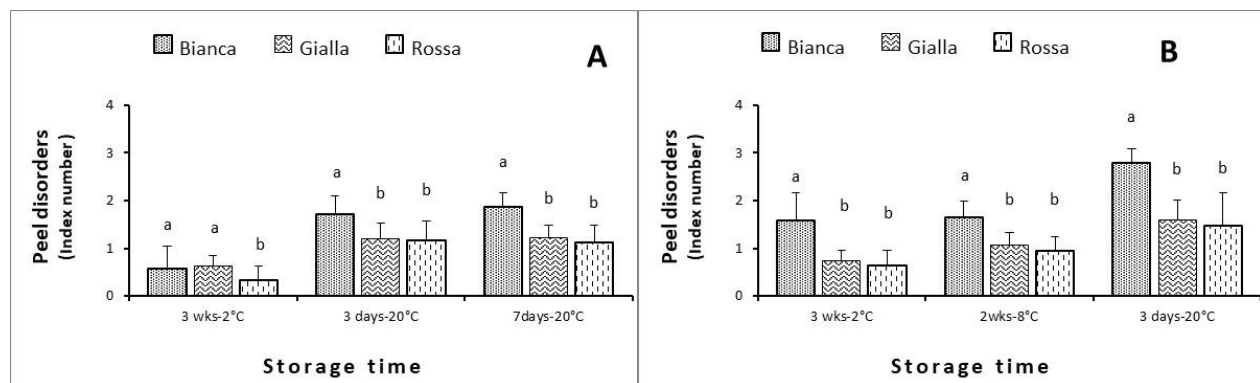 Bianca Gialla Rossa
A
Peel disorders
(Index number)
4
3
2
1
0
a a b
a b b
a b b
3 wks-2°C 3 days-20°C 7days-20°C
Storage time
Bianca Gialla Rossa
B
Peel disorders
(Index number)
4
3
2
1
0
a b b
a b b
a b b
3 wks-2°C 2wks-8°C 3 days-20°C
Storage time